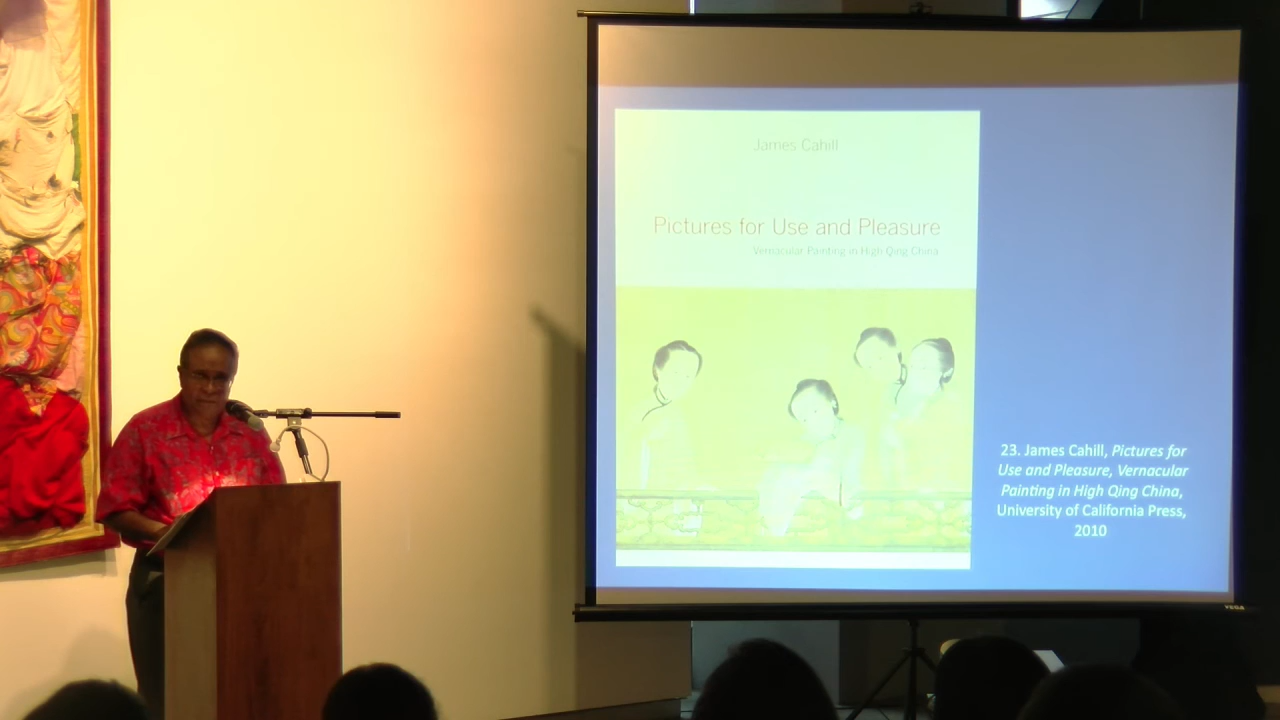 James Cahill
Pictures for Use and Pleasure
Vernacular Painting in High Qing China
23. James Cahill, Pictures for
Use and Pleasure, Vernacular
Painting in High Qing China,
University of California Press,
2010
VEGA